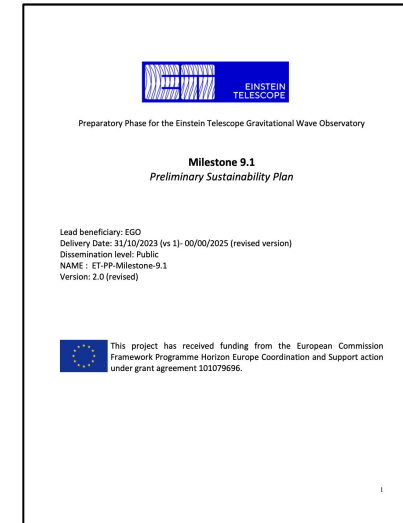 ET
EINSTEIN
TELESCOPE
Preparatory Phase for the Einstein Telescope Gravitational Wave Observatory
Milestone 9.1
Preliminary Sustainability Plan
Lead beneficiary: EGO
Delivery Date: 31/10/2023 (vs 1)- 00/00/2025 (revised version)
Dissemination level: Public
NAME : ET-PP-Milestone-9.1
Version: 2.0 (revised)
This project has received funding from the European Commission
Framework Programme Horizon Europe Coordination and Support action
under grant agreement 101079696.
1